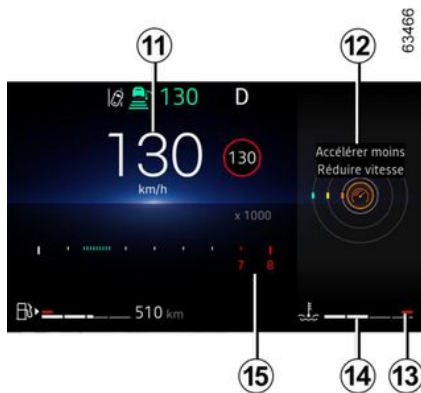 63466
11
12
130
D
130
km/h
130
Accélérer moins
Réduire vitesse
x 1000
7 8
510 km
15
14
13